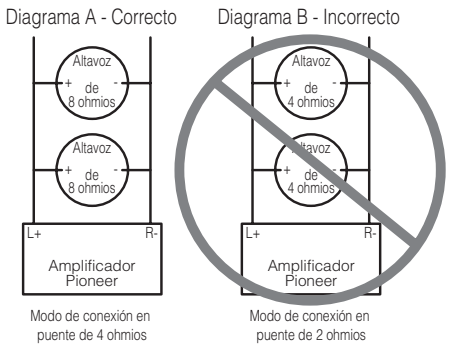 Diagrama A - Correcto
Altavoz
+ de -
8 ohmios
Altavoz
+ de -
8 ohmios
L+ R-
Amplificador
Pioneer
Modo de conexión en
puente de 4 ohmios
Diagrama B - Incorrecto
Altavoz
+ de -
4 ohmios
Altavoz
+ de -
4 ohmios
L+ R-
Amplificador
Pioneer
Modo de conexión en
puente de 2 ohmios